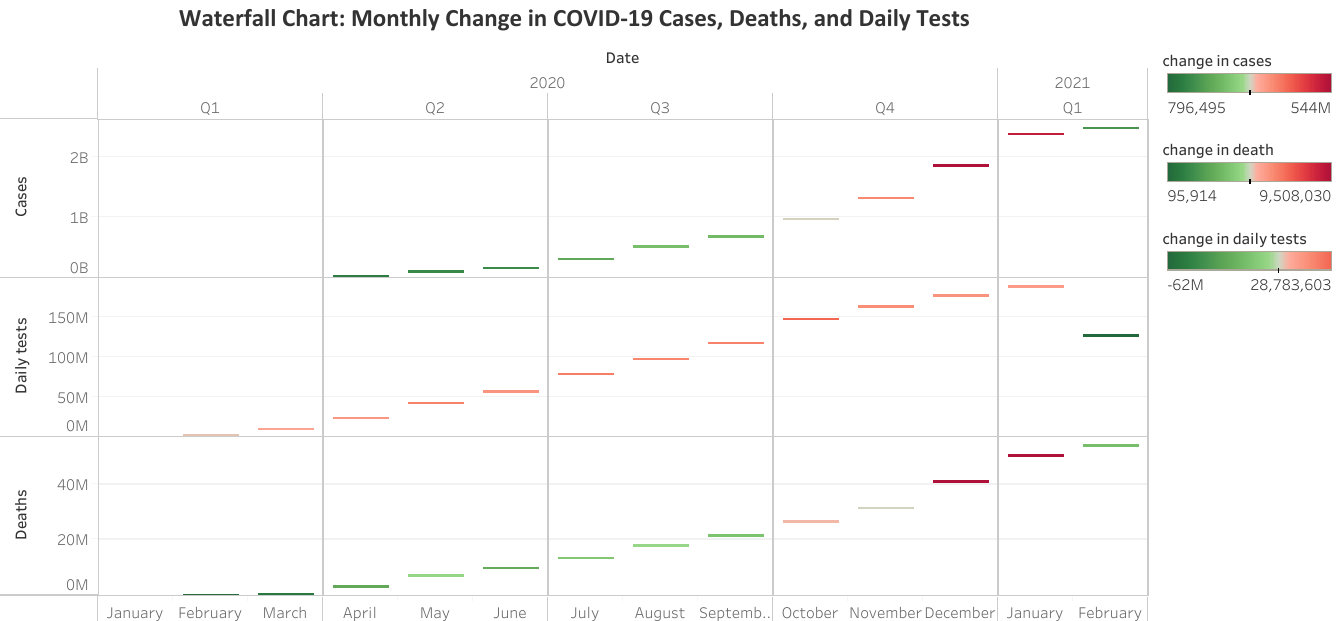 Waterfall Chart: Monthly Change in COVID-19 Cases, Deaths, and Daily Tests
Date
2020 2021
Q1 Q2 Q3 Q4 Q1
Cases
2B
1B
0B
Daily tests
150M
100M
50M
0M
Deaths
40M
20M
0M
January February March April May June July August Septemb.. October November December January February
change in cases
796,495 544M
change in death
95,914 9,508,030
change in daily tests
-62M 28,783,603